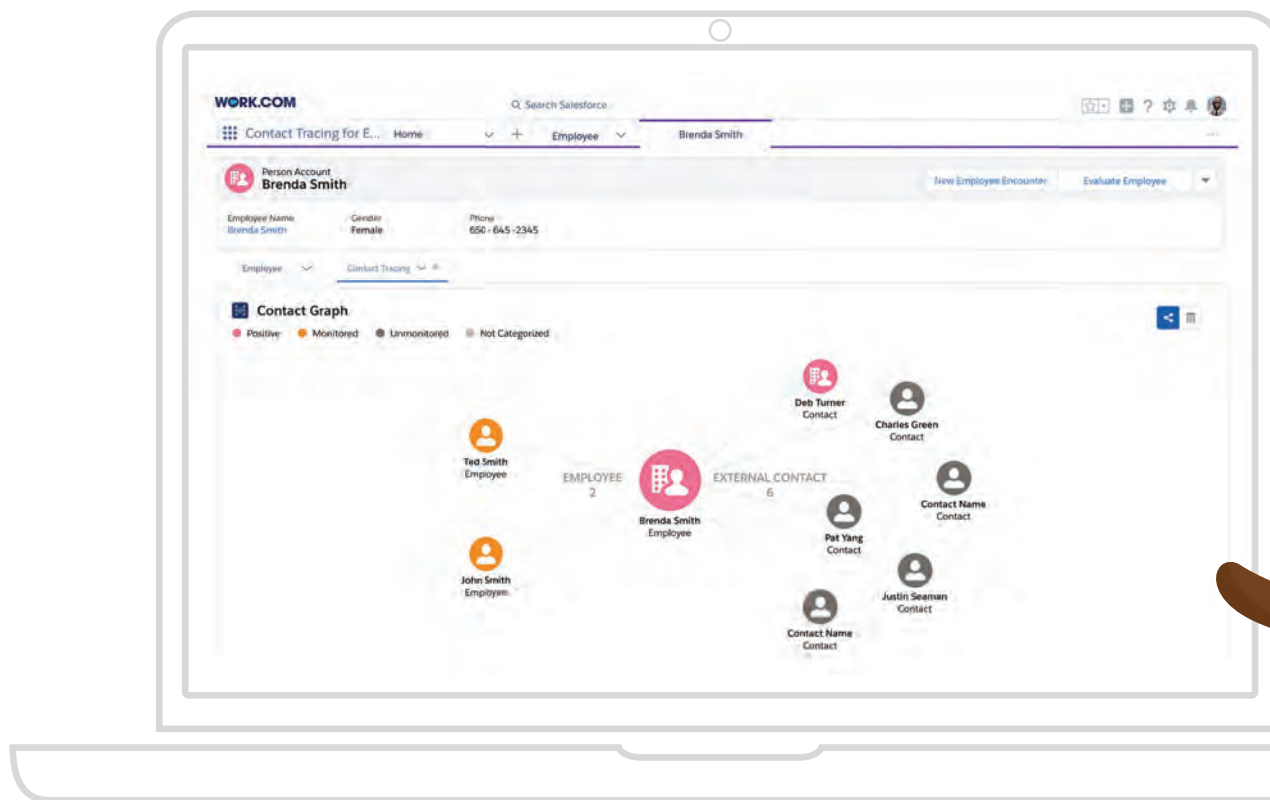 WORK.COM
Search Salesforce
Contact Tracing for E... Home Employee Brenda Smith
Person Account
Brenda Smith
New Employee Encounter Evaluate Employee
Employee Name Gender Phone
Brenda Smith Female 650 - 645 -2345
Employee Contact Tracing
Contact Graph
Positive Monitored Unmonitored Not Categorized
Deb Turner
Contact
Charles Green
Contact
Ted Smith
Employee
EMPLOYEE
2
EXTERNAL CONTACT
6
Brenda Smith
Employee
Contact Name
Contact
Pat Yang
Contact
John Smith
Employee
Justin Seaman
Contact
Contact Name
Contact